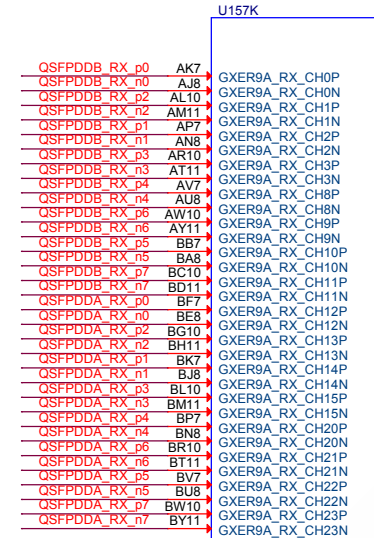 U157K
QSFPDDB_RX_p0 AK7 GXER9A_RX_CH0P
QSFPDDB_RX_n0 AJ8 GXER9A_RX_CH0N
QSFPDDB_RX_p2 AL10 GXER9A_RX_CH1P
QSFPDDB_RX_n2 AM11 GXER9A_RX_CH1N
QSFPDDB_RX_p1 AP7 GXER9A_RX_CH2P
QSFPDDB_RX_n1 AN8 GXER9A_RX_CH2N
QSFPDDB_RX_p3 AR10 GXER9A_RX_CH3P
QSFPDDB_RX_n3 AT11 GXER9A_RX_CH3N
QSFPDDB_RX_p4 AV7 GXER9A_RX_CH8P
QSFPDDB_RX_n4 AU8 GXER9A_RX_CH8N
QSFPDDB_RX_p6 AW10 GXER9A_RX_CH9P
QSFPDDB_RX_n6 AY11 GXER9A_RX_CH9N
QSFPDDB_RX_p5 BB7 GXER9A_RX_CH10P
QSFPDDB_RX_n5 BA8 GXER9A_RX_CH10N
QSFPDDB_RX_p7 BC10 GXER9A_RX_CH11P
QSFPDDB_RX_n7 BD11 GXER9A_RX_CH11N
QSFPDDA_RX_p0 BF7 GXER9A_RX_CH12P
QSFPDDA_RX_n0 BE8 GXER9A_RX_CH12N
QSFPDDA_RX_p2 BG10 GXER9A_RX_CH13P
QSFPDDA_RX_n2 BH11 GXER9A_RX_CH13N
QSFPDDA_RX_p1 BK7 GXER9A_RX_CH14P
QSFPDDA_RX_n1 BJ8 GXER9A_RX_CH14N
QSFPDDA_RX_p3 BL10 GXER9A_RX_CH15P
QSFPDDA_RX_n3 BM11 GXER9A_RX_CH15N
QSFPDDA_RX_p4 BP7 GXER9A_RX_CH20P
QSFPDDA_RX_n4 BN8 GXER9A_RX_CH20N
QSFPDDA_RX_p6 BR10 GXER9A_RX_CH21P
QSFPDDA_RX_n6 BT11 GXER9A_RX_CH21N
QSFPDDA_RX_p5 BV7 GXER9A_RX_CH22P
QSFPDDA_RX_n5 BU8 GXER9A_RX_CH22N
QSFPDDA_RX_p7 BW10 GXER9A_RX_CH23P
QSFPDDA_RX_n7 BY11 GXER9A_RX_CH23N